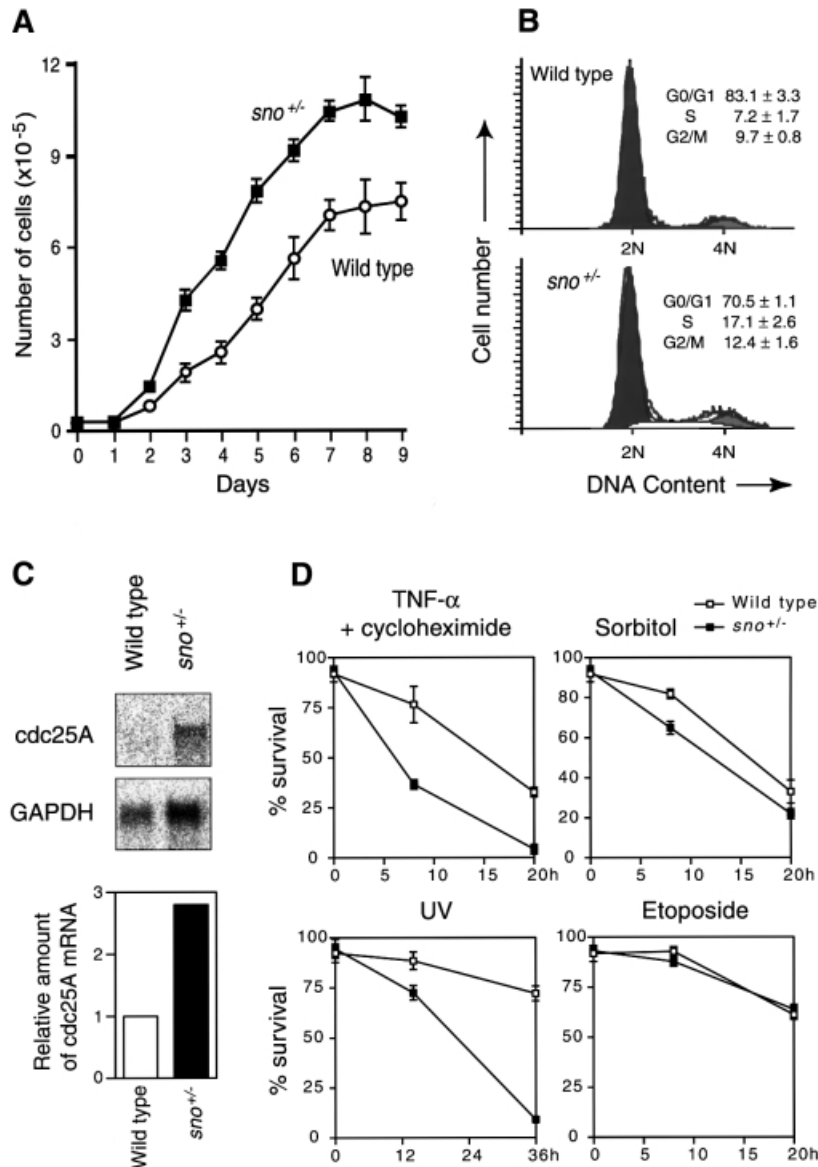 A
Number of cells (x10⁻⁵)
12
9
6
3
0
sno⁺/⁻
Wild type
0 1 2 3 4 5 6 7 8 9
Days
B
Cell number
Wild type
G0/G1 83.1 ± 3.3
S 7.2 ± 1.7
G2/M 9.7 ± 0.8
2N 4N
sno⁺/⁻
G0/G1 70.5 ± 1.1
S 17.1 ± 2.6
G2/M 12.4 ± 1.6
2N 4N
DNA Content
C
Wild type
sno⁺/⁻
cdc25A
GAPDH
Relative amount
of cdc25A mRNA
3
2
1
0
Wild type
sno⁺/⁻
D
Wild type
sno⁺/⁻
TNF-α
+ cycloheximide
% survival
100
75
50
25
0
0 5 10 15 20h
Sorbitol
100
80
60
40
20
0
0 5 10 15 20h
UV
% survival
100
75
50
25
0
0 12 24 36h
Etoposide
100
75
50
25
0
0 5 10 15 20h